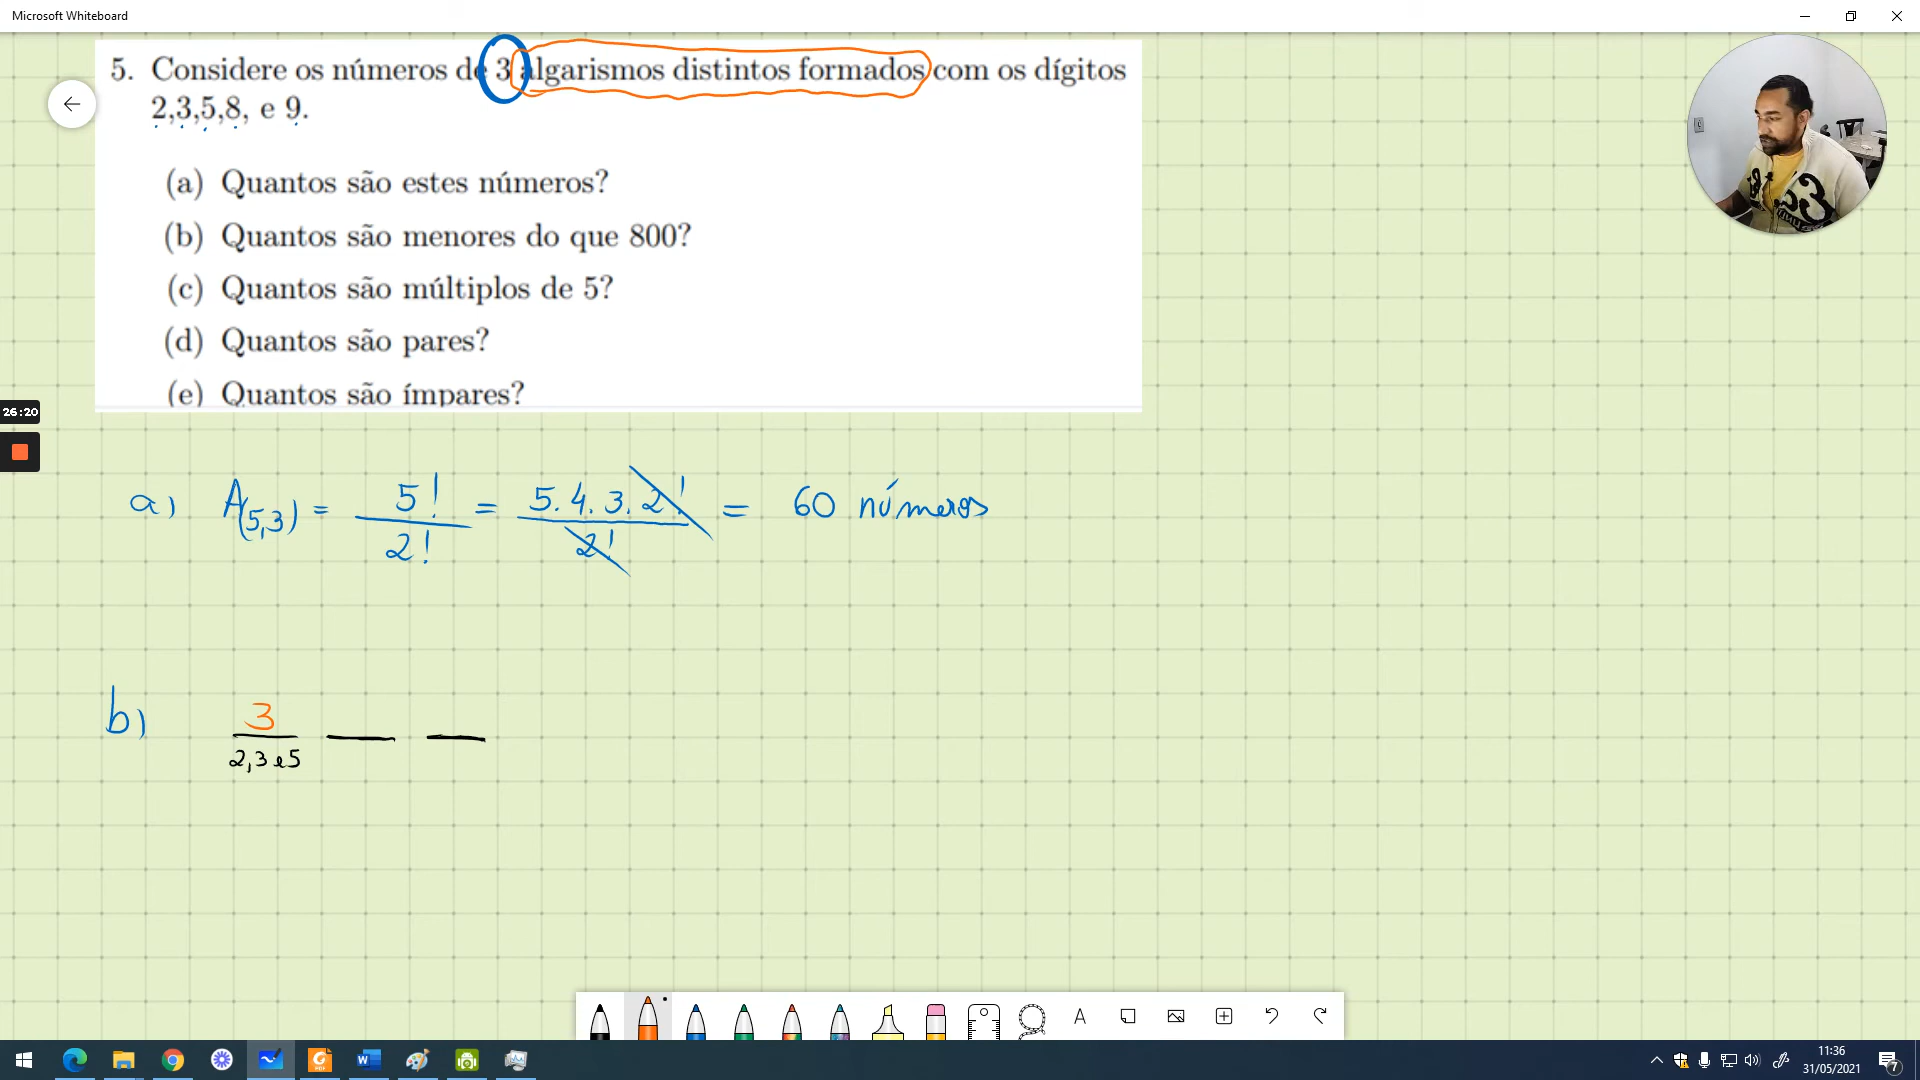 Microsoft Whiteboard
5. Considere os números de 3 algarismos distintos formados com os dígitos
2,3,5,8, e 9.
(a) Quantos são estes números?
(b) Quantos são menores do que 800?
(c) Quantos são múltiplos de 5?
(d) Quantos são pares?
(e) Quantos são ímpares?
26:20
a) A(5,3) = 5!/2! = 5.4.3.2!/2! = 60 números
b) 3
2,3 e 5
A
W
11:36
31/05/2021
7